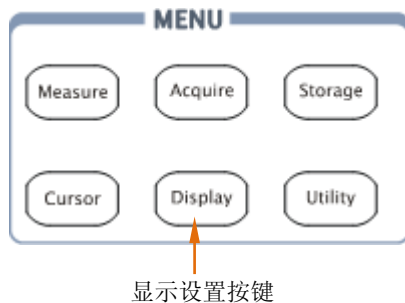 MENU
Measure Acquire Storage
Cursor Display Utility
显示设置按键